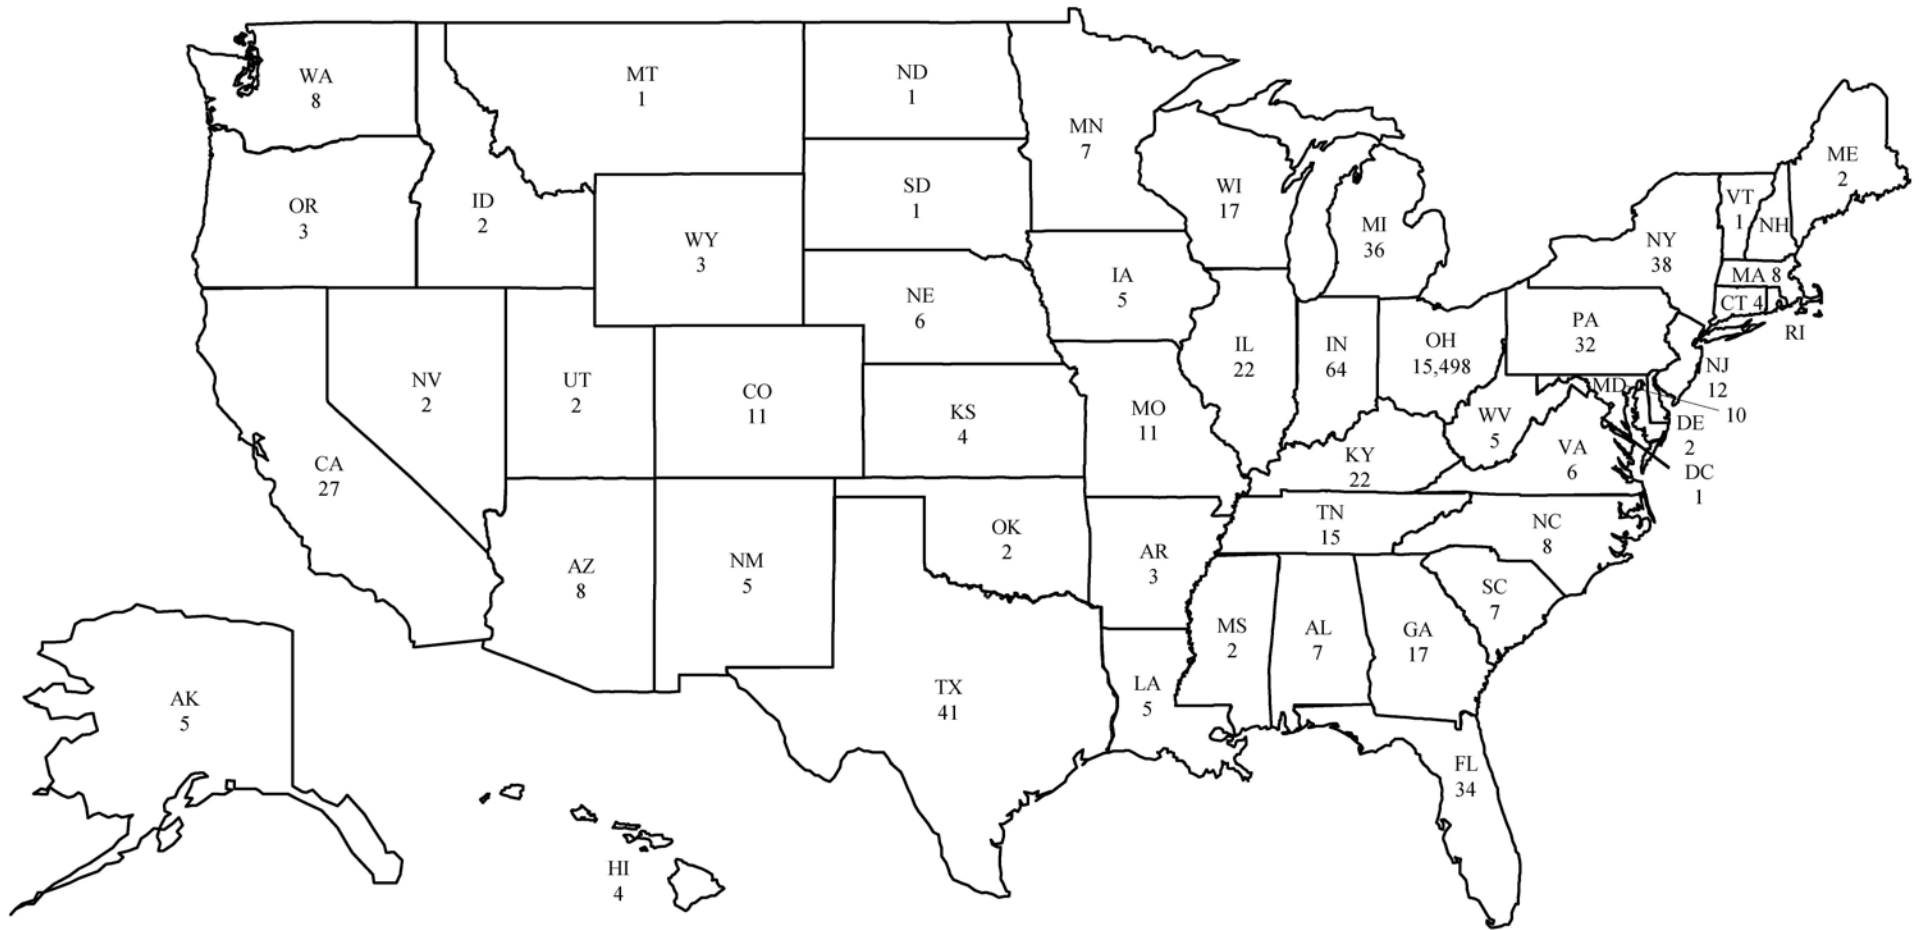 WA
8
MT
1
ND
1
MN
7
OR
3
ID
2
WY
3
SD
1
WI
17
MI
36
ME
2
VT
1
NH
NY
38
MA 8
CT 4
RI
NE
6
IA
5
NV
2
UT
2
CO
11
KS
4
MO
11
IL
22
IN
64
OH
15,498
PA
32
NJ
12
MD
10
DE
2
DC
1
WV
5
VA
6
KY
22
CA
27
AZ
8
NM
5
OK
2
AR
3
TN
15
NC
8
SC
7
MS
2
AL
7
GA
17
LA
5
TX
41
FL
34
AK
5
HI
4